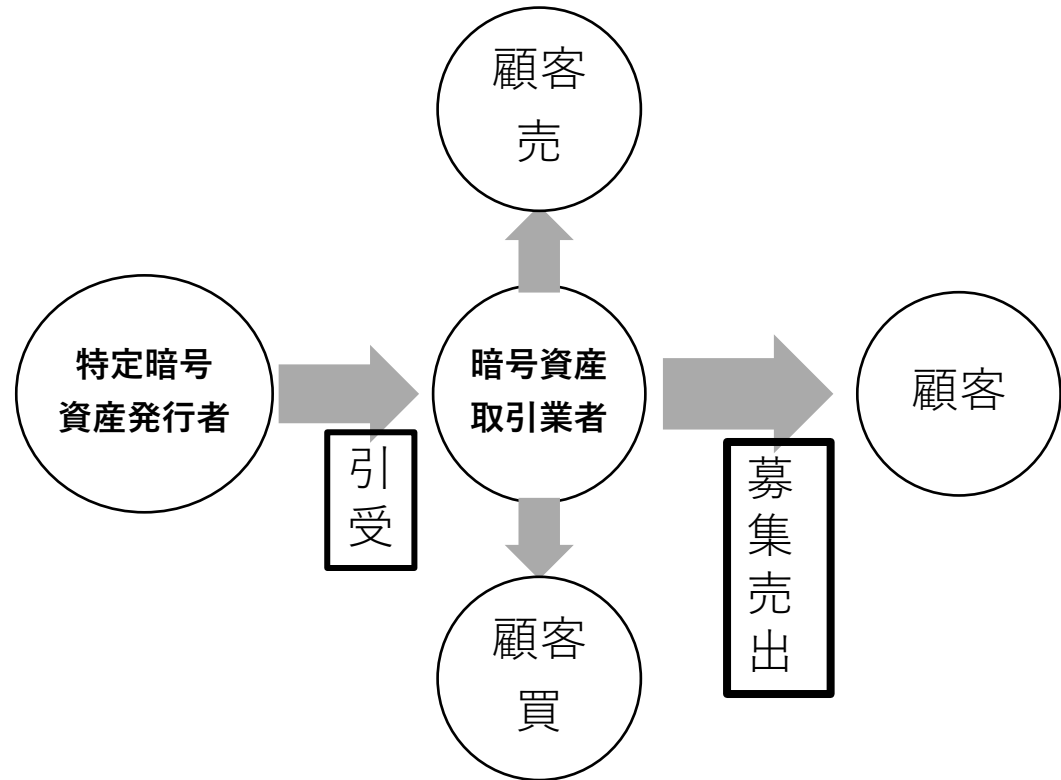 顧客
売
特定暗号
資産発行者
引
受
暗号資産
取引業者
募
集
売
出
顧客
顧客
買